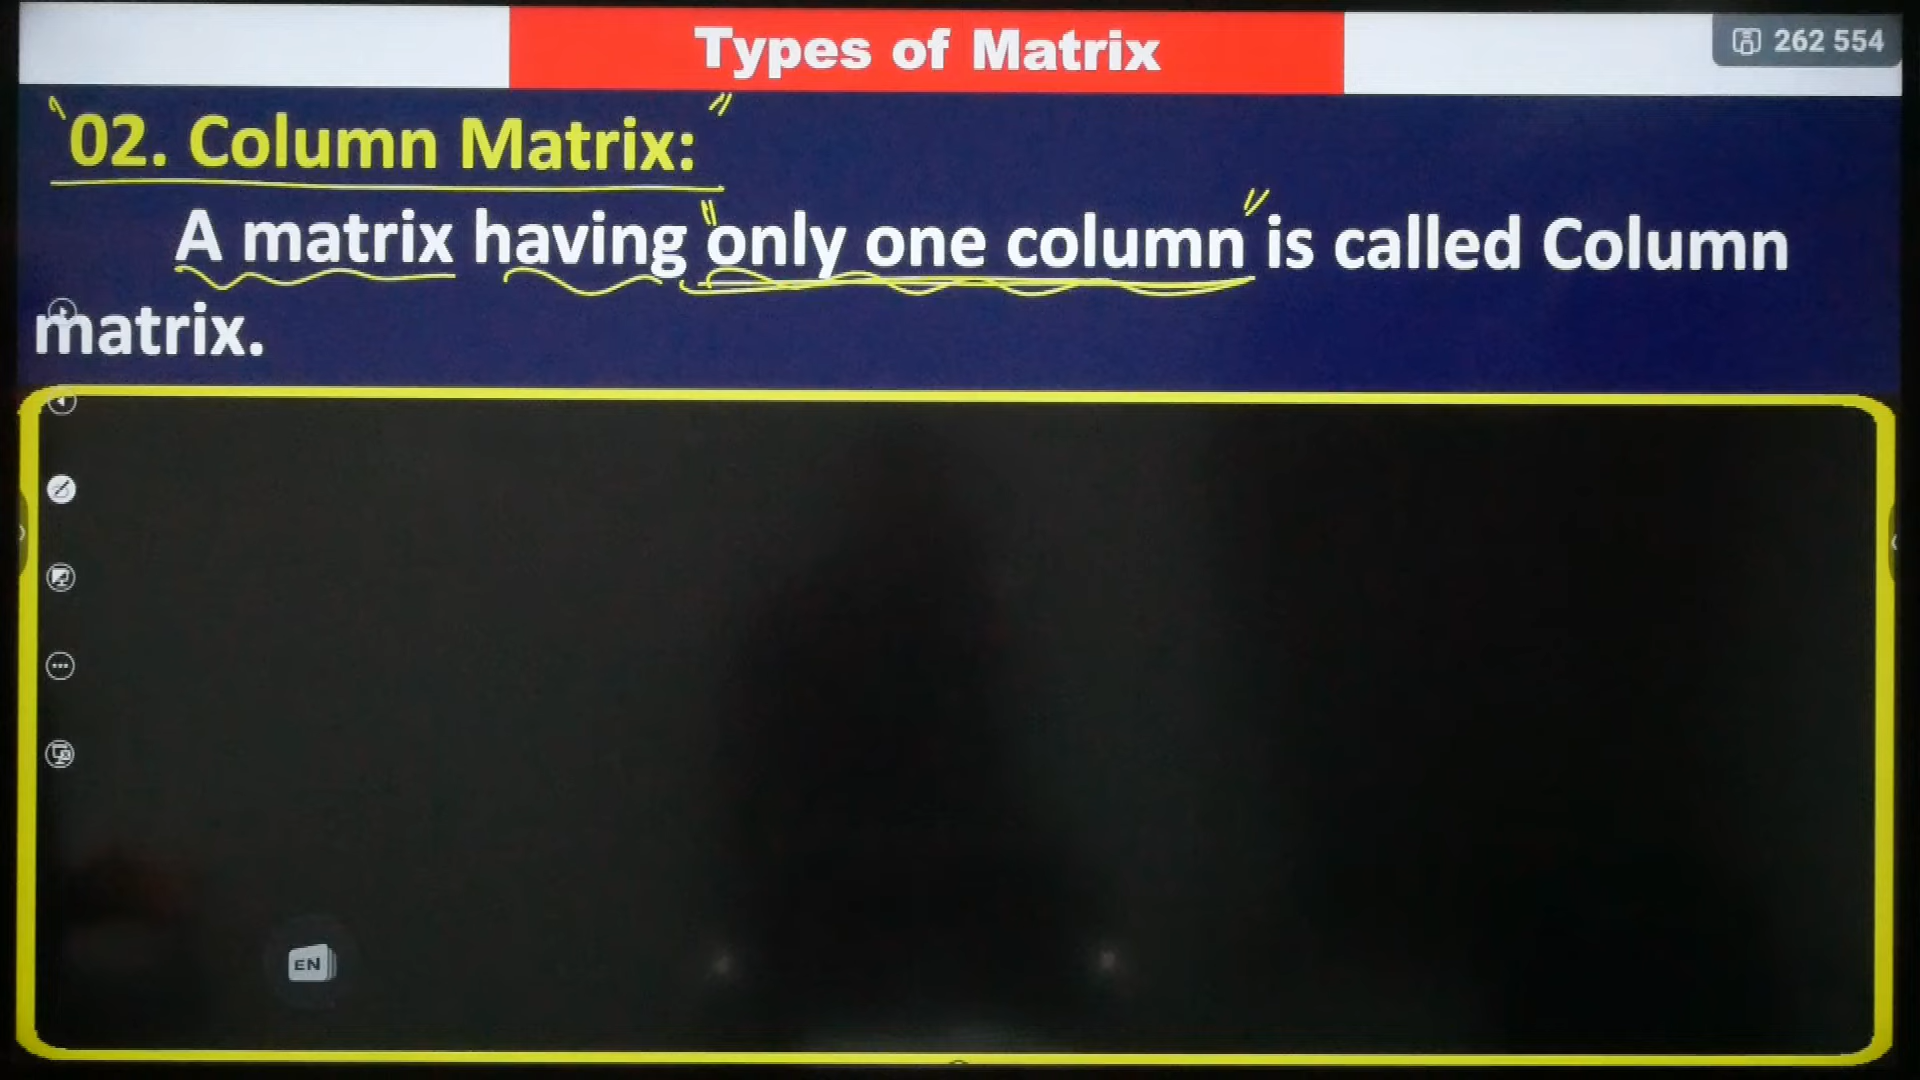 Types of Matrix
262 554
"02. Column Matrix:"
A matrix having "only one column" is called Column
matrix.
EN